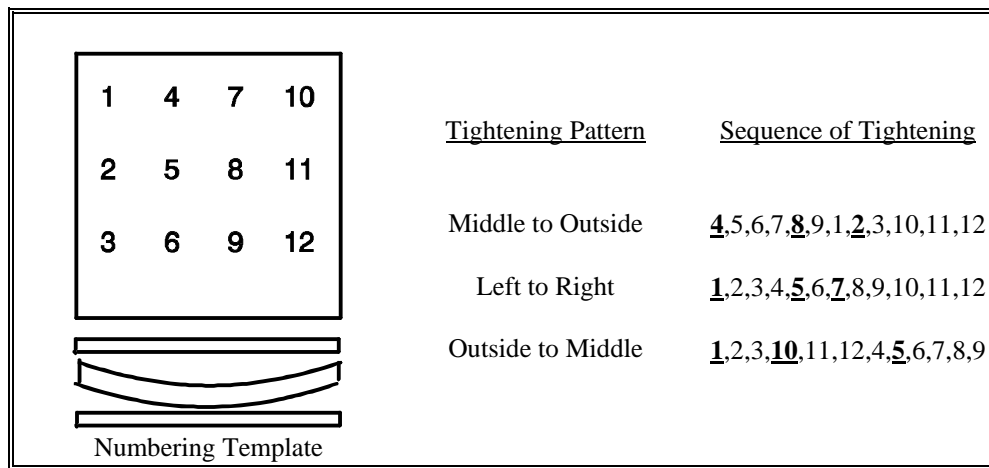 1 4 7 10
2 5 8 11
3 6 9 12
Numbering Template
Tightening Pattern Sequence of Tightening
Middle to Outside 4,5,6,7,8,9,1,2,3,10,11,12
Left to Right 1,2,3,4,5,6,7,8,9,10,11,12
Outside to Middle 1,2,3,10,11,12,4,5,6,7,8,9